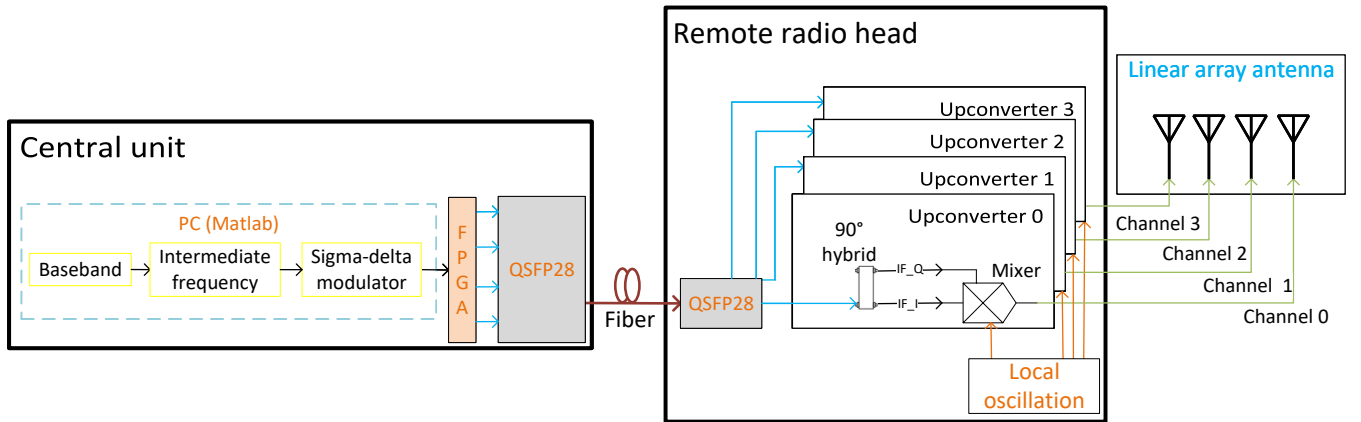 Central unit
PC (Matlab)
Baseband
Intermediate
frequency
Sigma-delta
modulator
F
P
G
A
QSFP28
Fiber
Remote radio head
QSFP28
Upconverter 3
Upconverter 2
Upconverter 1
Upconverter 0
90°
hybrid
IF_Q
IF_I
Mixer
Local
oscillation
Linear array antenna
Channel 3
Channel 2
Channel 1
Channel 0